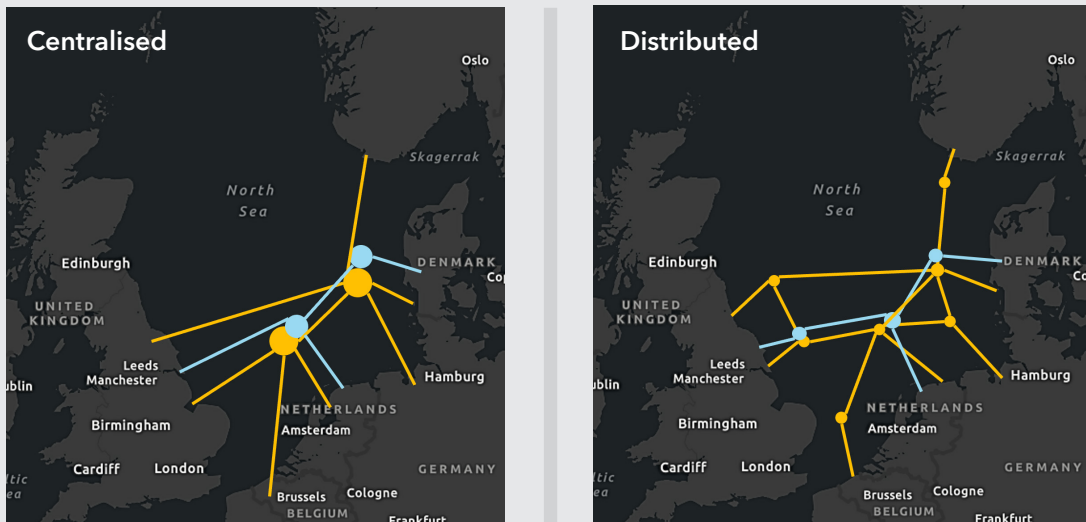 Centralised
Oslo
Skagerrak
North
Sea
Edinburgh
DENMARK
UNITED
KINGDOM
Leeds
Manchester
Hamburg
NETHERLANDS
Birmingham
Amsterdam
Cardiff
London
GERMANY
Brussels
Cologne
BELGIUM
Frankfurt
Distributed
Oslo
Skagerrak
North
Sea
Edinburgh
DENMARK
UNITED
KINGDOM
Leeds
Manchester
Hamburg
NETHERLANDS
Birmingham
Amsterdam
Cardiff
London
GERMANY
Brussels
Cologne
BELGIUM
Frankfurt